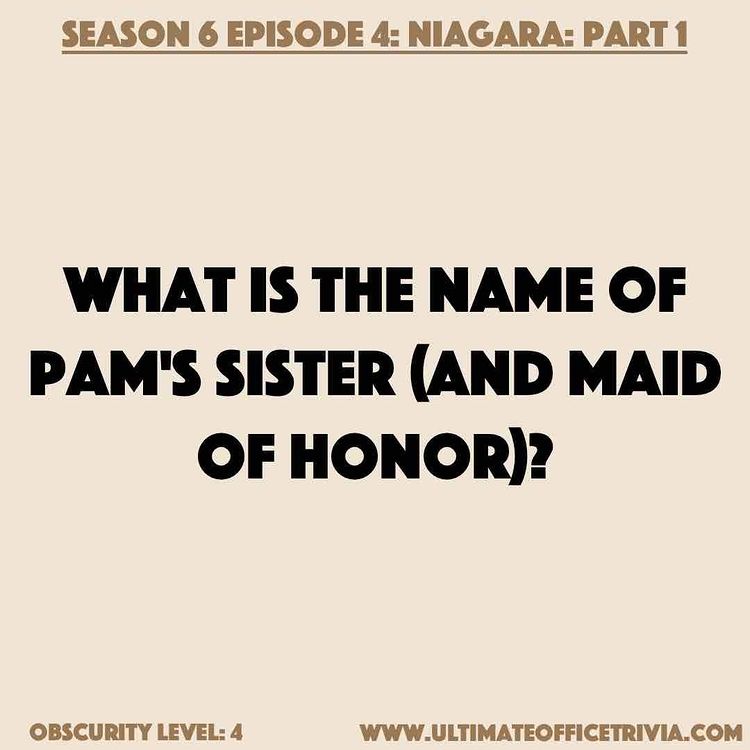 SEASON 6 EPISODE 4: NIAGARA: PART 1
WHAT IS THE NAME OF
PAM'S SISTER (AND MAID
OF HONOR)?
OBSCURITY LEVEL: 4
WWW.ULTIMATEOFFICETRIVIA.COM